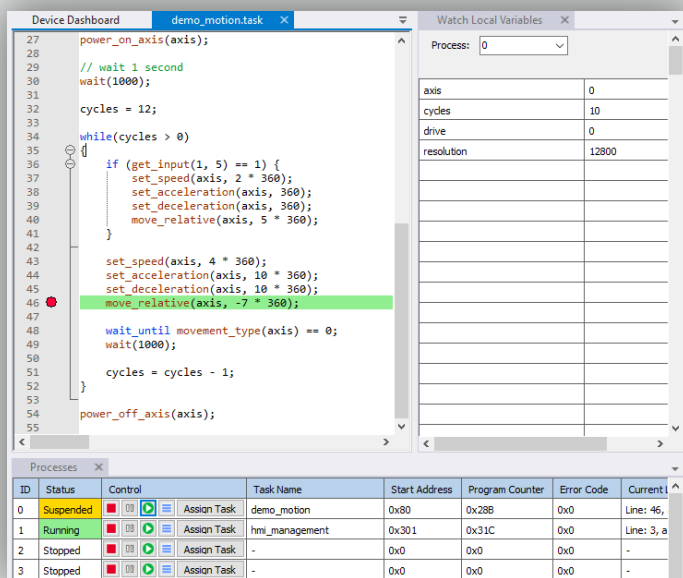 Device Dashboard
demo_motion.task
Watch Local Variables
27 power_on_axis(axis);
28
29 // wait 1 second
30 wait(1000);
31
32 cycles = 12;
33
34 while(cycles > 0)
35 {
36 if (get_input(1, 5) == 1) {
37 set_speed(axis, 2 * 360);
38 set_acceleration(axis, 360);
39 set_deceleration(axis, 360);
40 move_relative(axis, 5 * 360);
41 }
42
43 set_speed(axis, 4 * 360);
44 set_acceleration(axis, 10 * 360);
45 set_deceleration(axis, 10 * 360);
46 move_relative(axis, -7 * 360);
47
48 wait_until movement_type(axis) == 0;
49 wait(1000);
50
51 cycles = cycles - 1;
52 }
53
54 power_off_axis(axis);
55
Process: 0
axis 0
cycles 10
drive 0
resolution 12800
Processes
ID Status Control Task Name Start Address Program Counter Error Code Current L
0 Suspended Assign Task demo_motion 0x80 0x28B 0x0 Line: 46,
1 Running Assign Task hmi_management 0x301 0x31C 0x0 Line: 3, a
2 Stopped Assign Task - 0x0 0x0 0x0 -
3 Stopped Assign Task - 0x0 0x0 0x0 -